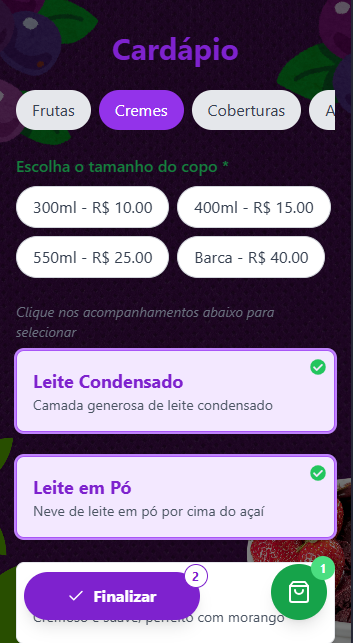 Cardápio
Frutas
Cremes
Coberturas
A
Escolha o tamanho do copo *
300ml - R$ 10.00
400ml - R$ 15.00
550ml - R$ 25.00
Barca - R$ 40.00
Clique nos acompanhamentos abaixo para
selecionar
Leite Condensado
Camada generosa de leite condensado
Leite em Pó
Neve de leite em pó por cima do açaí
Finalizar
2
1
Cremoso e suave, perfeito com morango